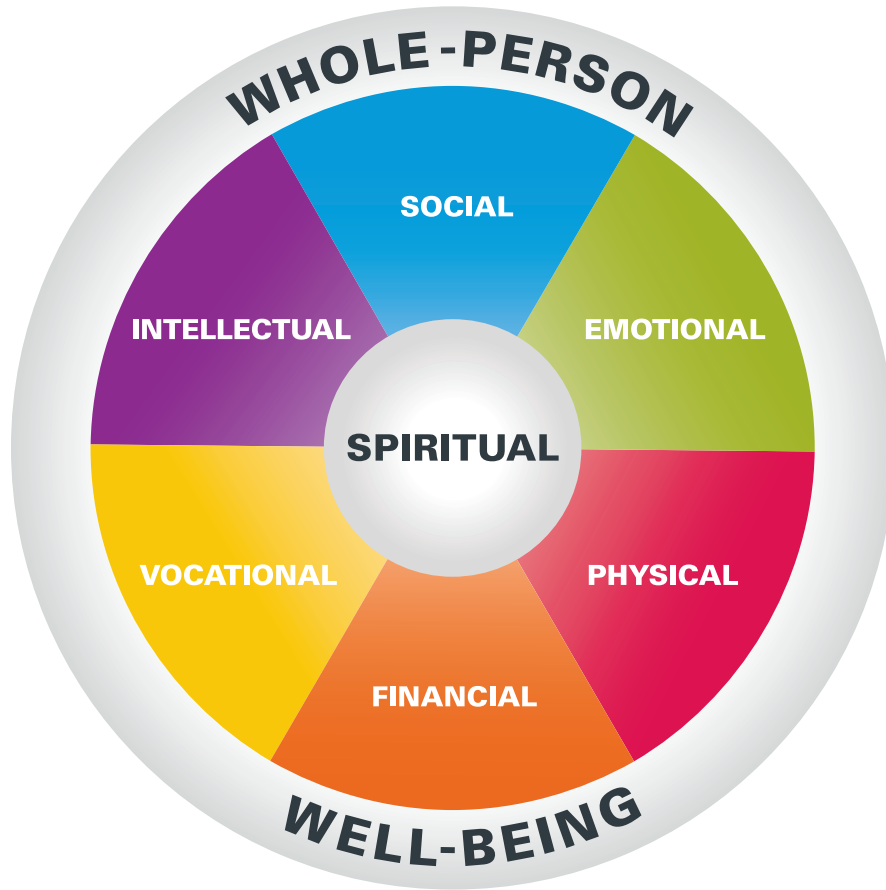 WHOLE-PERSON
SOCIAL
INTELLECTUAL
EMOTIONAL
SPIRITUAL
VOCATIONAL
PHYSICAL
FINANCIAL
WELL-BEING